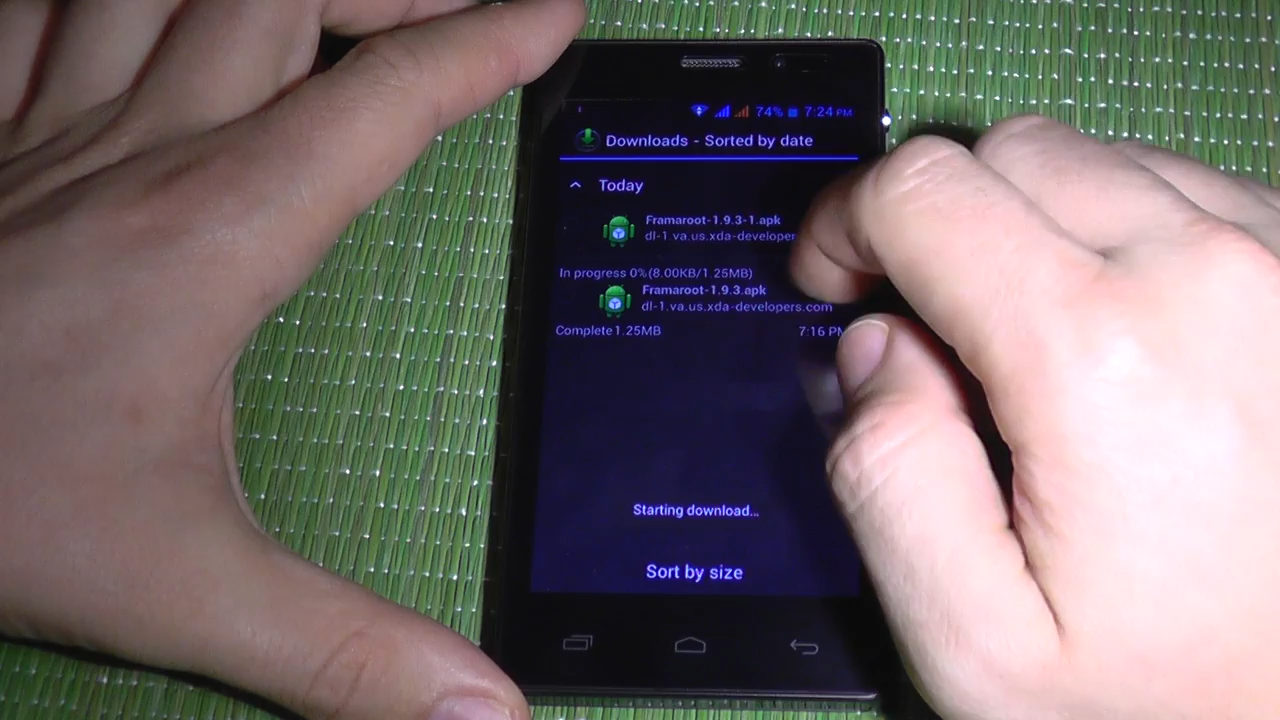 74% 7:24 PM
Downloads - Sorted by date
Today
Framaroot-1.9.3-1.apk
dl-1.va.us.xda-developer
In progress 0%(8.00KB/1.25MB)
Framaroot-1.9.3.apk
dl-1.va.us.xda-developers.com
Complete 1.25MB 7:16 PM
Starting download...
Sort by size